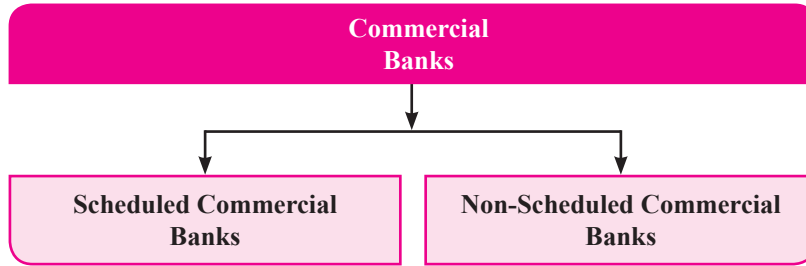 Commercial
Banks
Scheduled Commercial
Banks
Non-Scheduled Commercial
Banks